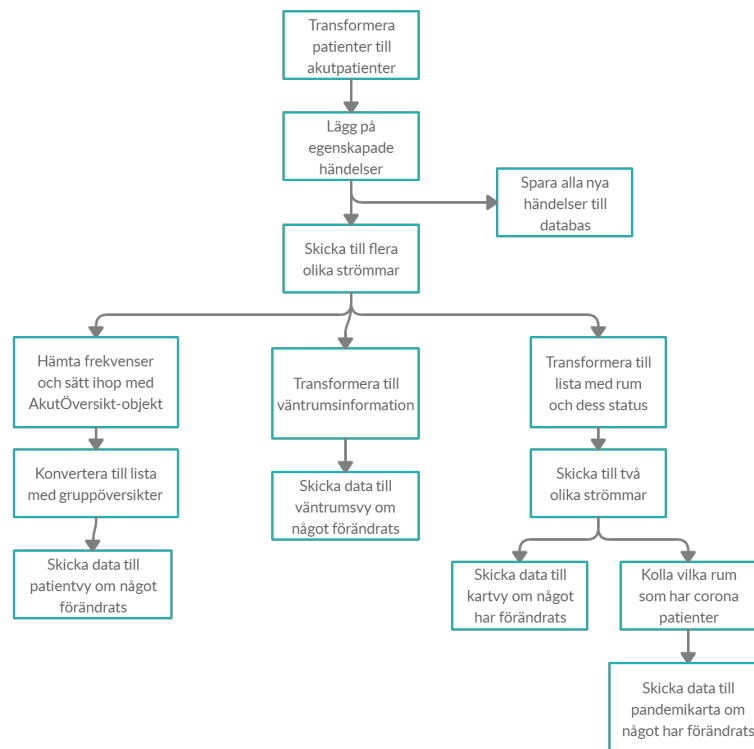 Transformera
patienter till
akutpatienter
Lägg på
egenskapade
händelser
Spara alla nya
händelser till
databas
Skicka till flera
olika strömmar
Hämta frekvenser
och sätt ihop med
AkutÖversikt-objekt
Transformera till
väntrumsinformation
Transformera till
lista med rum
och dess status
Konvertera till lista
med gruppöversikter
Skicka data till
väntrumsvy om
något förändrats
Skicka till två
olika strömmar
Skicka data till
patientvy om något
förändrats
Skicka data till
kartvy om något
har förändrats
Kolla vilka rum
som har corona
patienter
Skicka data till
pandemikarta om
något har förändrats